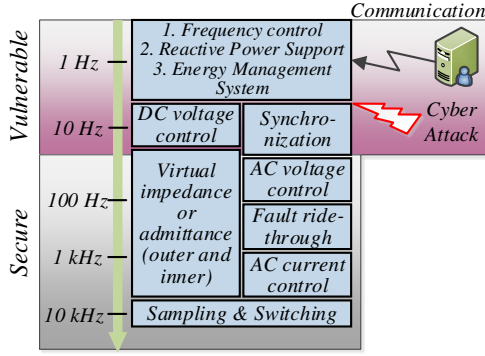 Communication
1. Frequency control
2. Reactive Power Support
3. Energy Management
System
Vulnerable
1 Hz
10 Hz
DC voltage
control
Synchro-
nization
Cyber
Attack
Secure
100 Hz
1 kHz
10 kHz
Virtual
impedance
or
admittance
(outer and
inner)
AC voltage
control
Fault ride-
through
AC current
control
Sampling & Switching